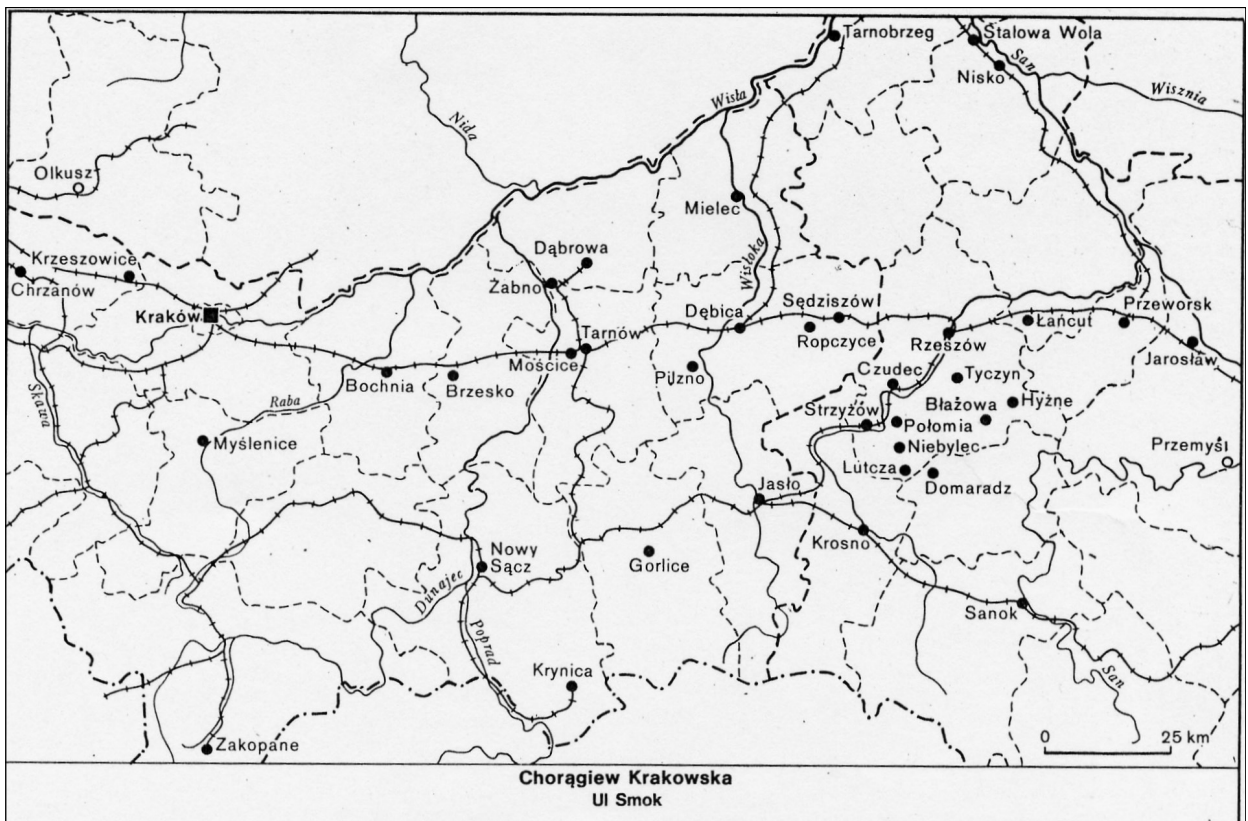 Tarnobrzeg
Stalowa Wola
San
Nisko
Wisznia
Wisła
Nida
Olkusz
Mielec
Dąbrowa
Wisłoka
Krzeszowice
Chrzanów
Żabno
Sędziszów
Przeworsk
Kraków
Dębica
Łańcut
Tarnów
Ropczyce
Rzeszów
Jarosław
Mościce
Pilzno
Czudec
Tyczyn
Bochnia
Brzesko
Skawa
Raba
Strzyżów
Błażowa
Hyżne
Połomia
Myślenice
Niebylec
Przemyśl
Lutcza
Domaradz
Jasło
Krosno
Nowy
Sącz
Gorlice
Dunajec
Sanok
Poprad
Krynica
San
Zakopane
0 25 km
Chorągiew Krakowska
Ul Smok